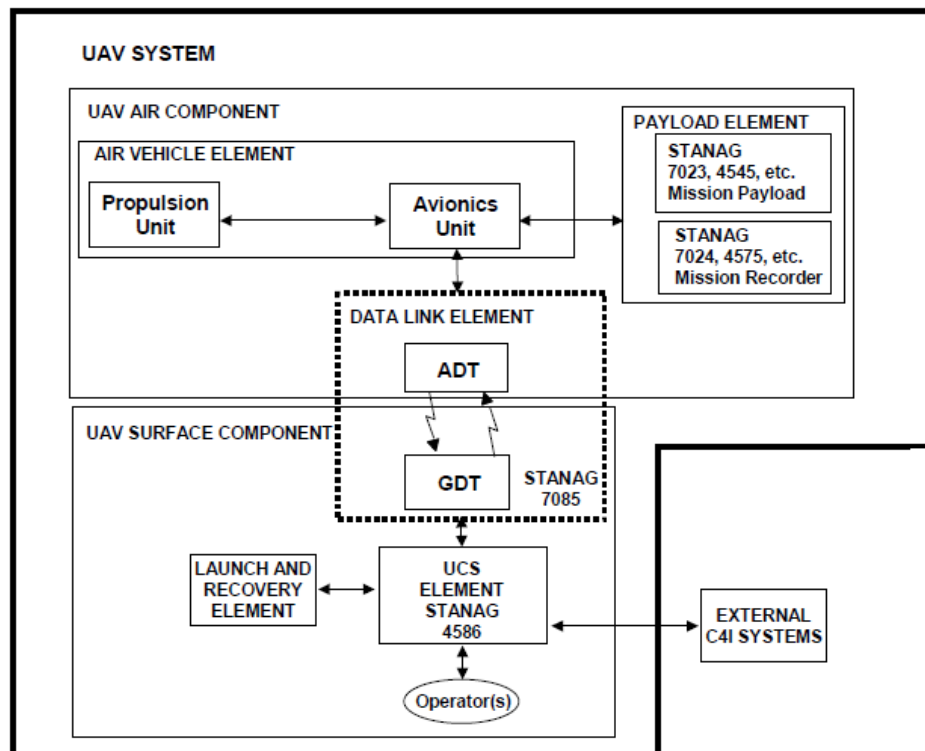 UAV SYSTEM
UAV AIR COMPONENT
AIR VEHICLE ELEMENT
Propulsion
Unit
Avionics
Unit
PAYLOAD ELEMENT
STANAG
7023, 4545, etc.
Mission Payload
STANAG
7024, 4575, etc.
Mission Recorder
DATA LINK ELEMENT
ADT
UAV SURFACE COMPONENT
GDT
STANAG
7085
LAUNCH AND
RECOVERY
ELEMENT
UCS
ELEMENT
STANAG
4586
EXTERNAL
C4I SYSTEMS
Operator(s)